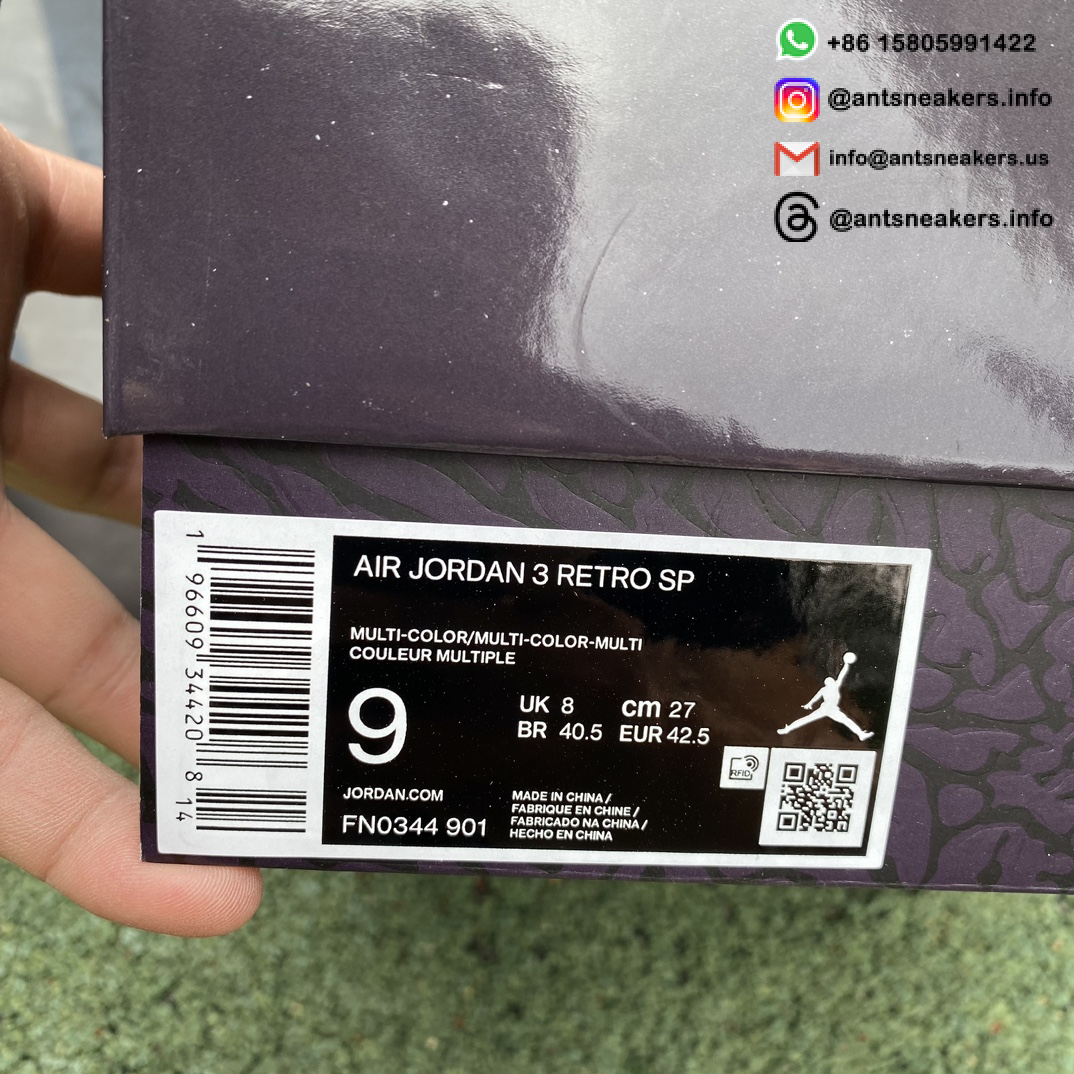 +86 15805991422
@antsneakers.info
info@antsneakers.us
@antsneakers.info
AIR JORDAN 3 RETRO SP
MULTI-COLOR/MULTI-COLOR-MULTI
COULEUR MULTIPLE
9
UK 8 cm 27
BR 40.5 EUR 42.5
RFID
JORDAN.COM
FN0344 901
MADE IN CHINA /
FABRIQUE EN CHINE /
FABRICADO NA CHINA /
HECHO EN CHINA
1 96609 34420 8 14